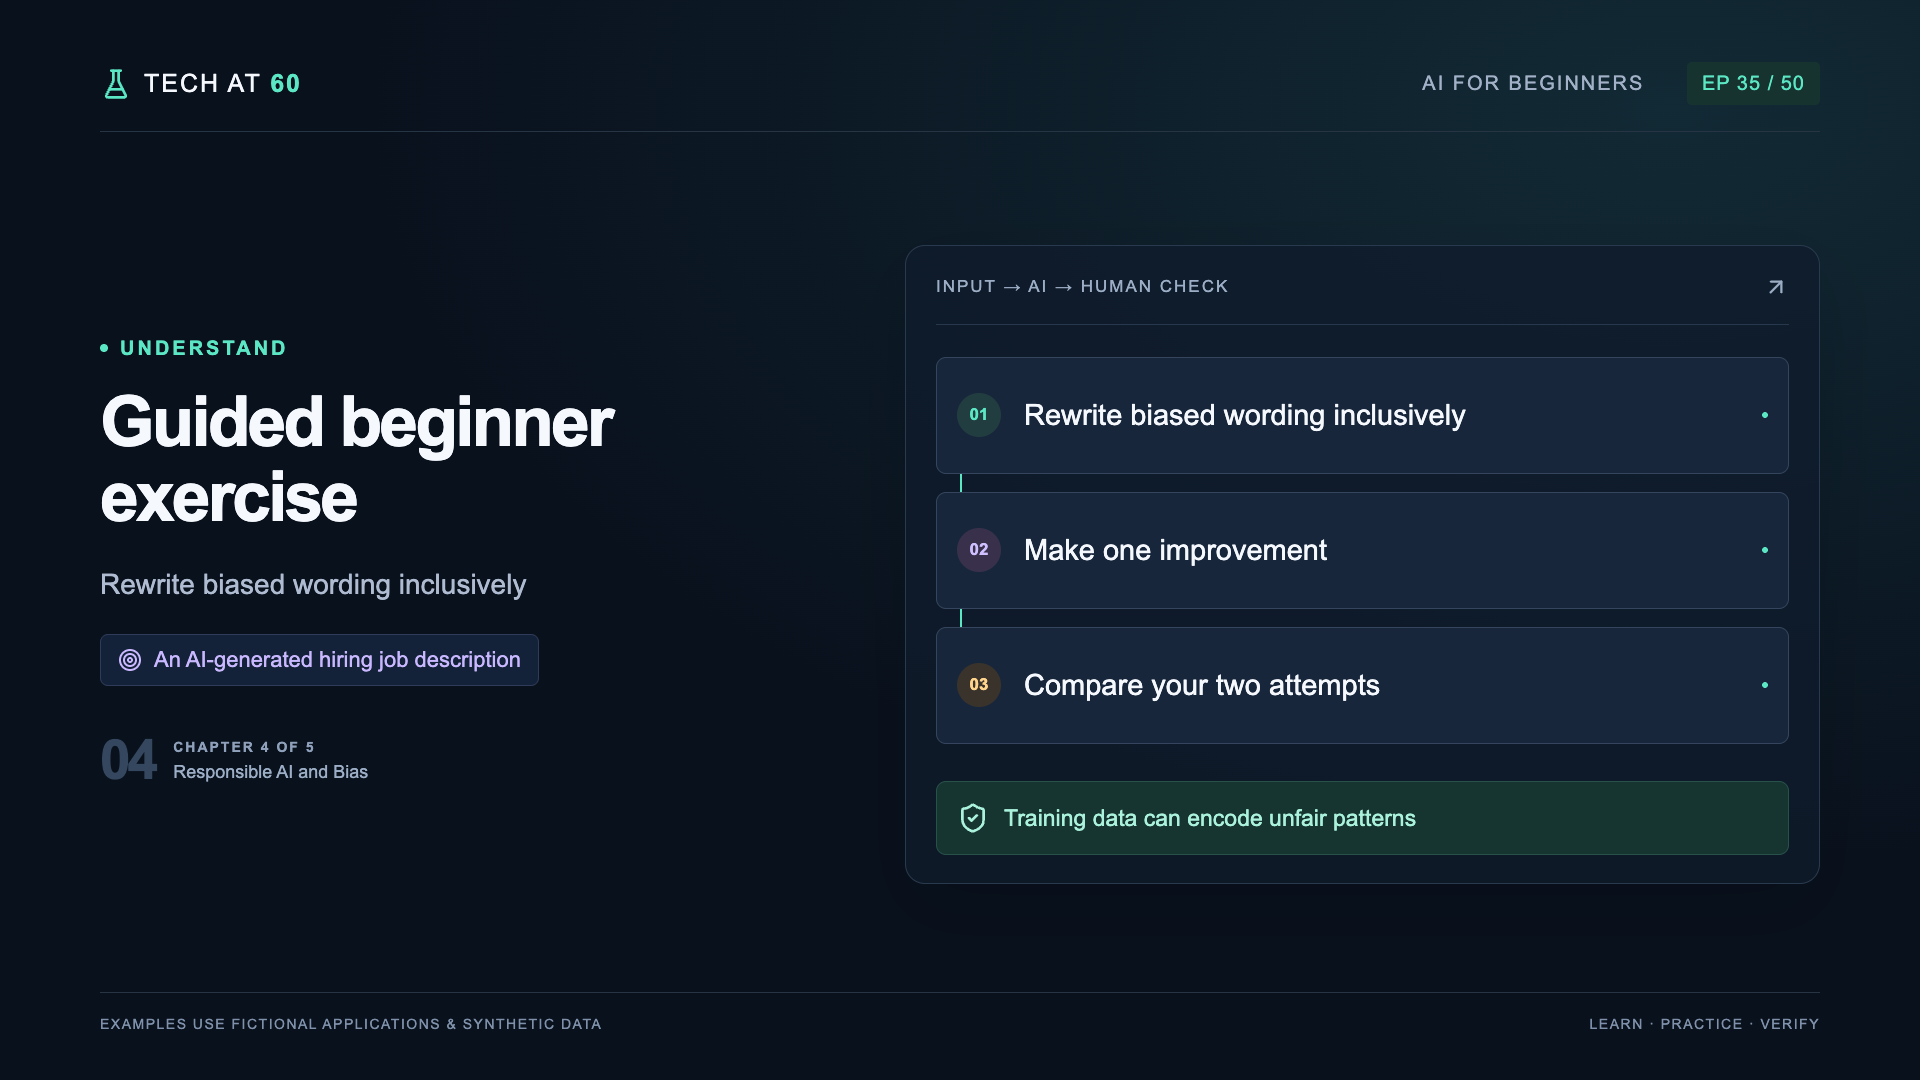 TECH AT 60
AI FOR BEGINNERS
EP 35 / 50
UNDERSTAND
Guided beginner
exercise
Rewrite biased wording inclusively
An AI-generated hiring job description
04
CHAPTER 4 OF 5
Responsible AI and Bias
INPUT → AI → HUMAN CHECK
01
Rewrite biased wording inclusively
02
Make one improvement
03
Compare your two attempts
Training data can encode unfair patterns
EXAMPLES USE FICTIONAL APPLICATIONS & SYNTHETIC DATA
LEARN · PRACTICE · VERIFY